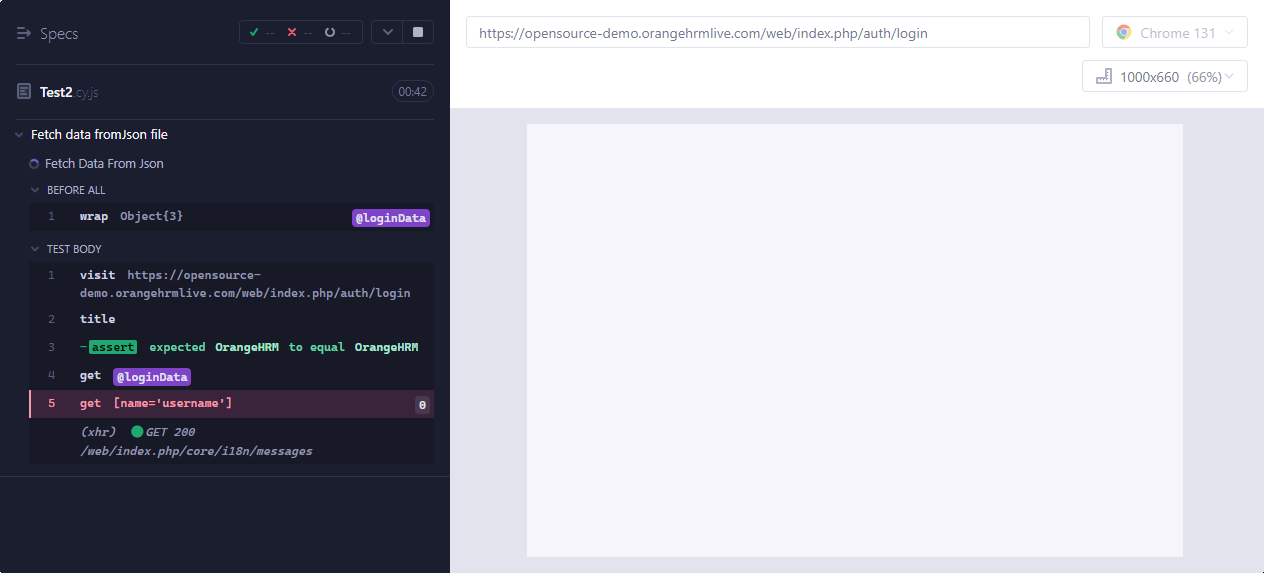 Specs
-- -- --
Test2.cy.js
00:42
Fetch data fromJson file
Fetch Data From Json
BEFORE ALL
1 wrap Object{3} @loginData
TEST BODY
1 visit https://opensource-
demo.orangehrmlive.com/web/index.php/auth/login
2 title
3 -assert expected OrangeHRM to equal OrangeHRM
4 get @loginData
5 get [name='username'] 0
(xhr) GET 200
/web/index.php/core/i18n/messages
https://opensource-demo.orangehrmlive.com/web/index.php/auth/login
Chrome 131
1000x660 (66%)